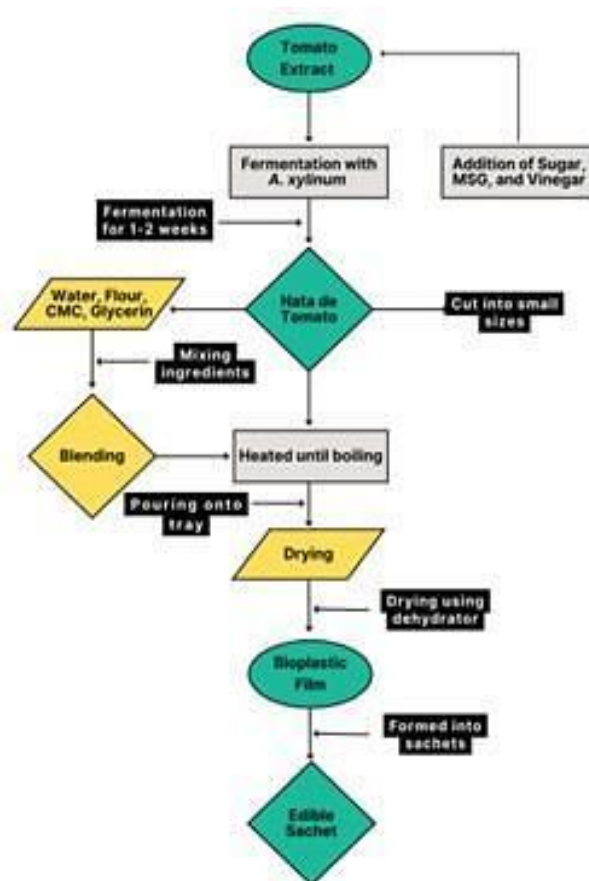 Tomato
Extract
Fermentation with
A. xylinum
Addition of Sugar,
MSG, and Vinegar
Fermentation
for 1-2 weeks
Water, Flour,
CMC, Glycerin
Hata de
Tomato
Cut into small
sizes
Mixing
ingredients
Blending
Heated until boiling
Pouring onto
tray
Drying
Drying using
dehydrator
Bioplastic
Film
Formed into
sachets
Edible
Sachet